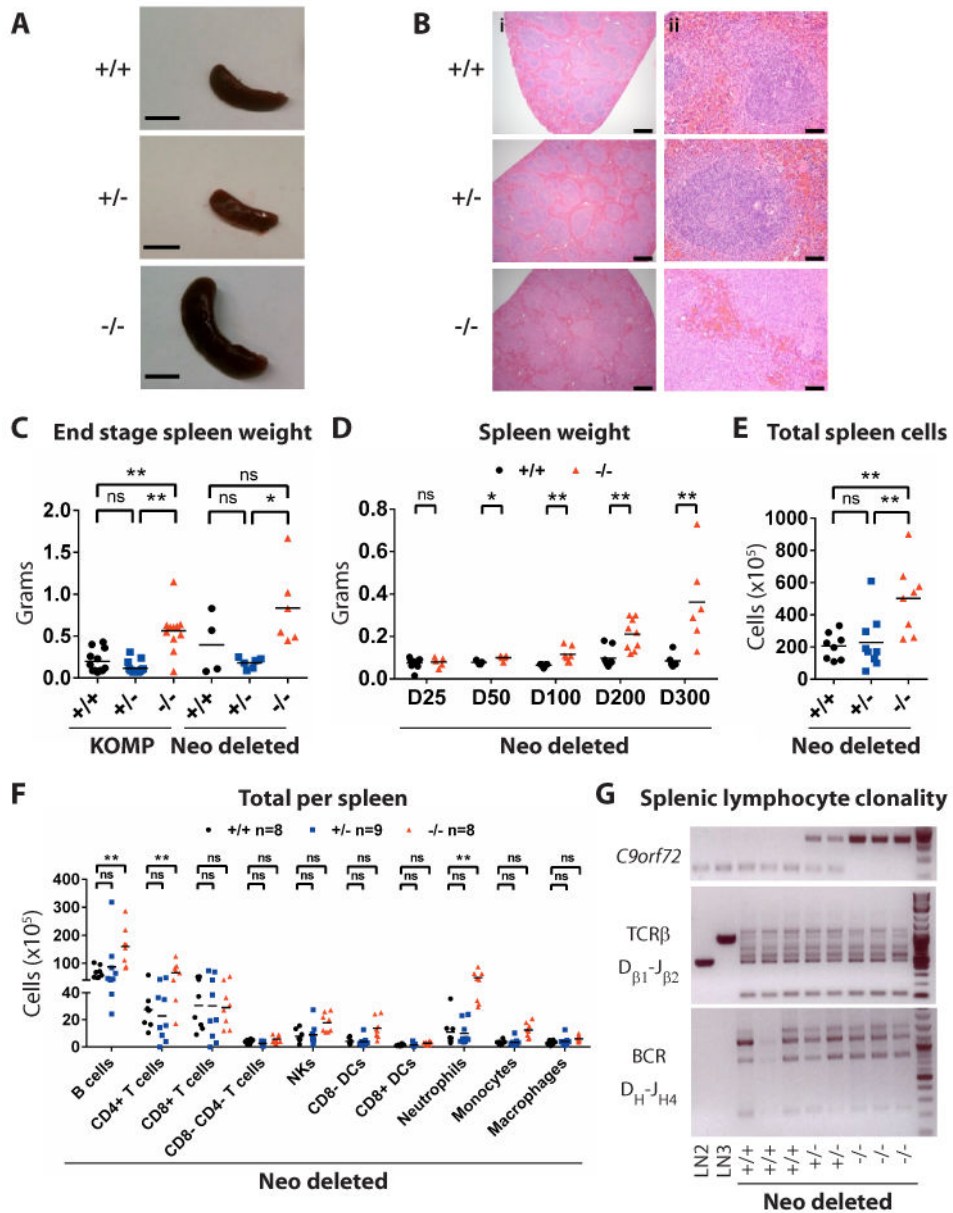 A
+/+
+/-
-/-
B
i
ii
+/+
+/-
-/-
C End stage spleen weight
**
ns
**
ns
ns
*
2.0
1.5
1.0
0.5
0.0
Grams
+/+
+/-
-/-
+/+
+/-
-/-
KOMP
Neo deleted
D Spleen weight
+/+
-/-
ns
*
**
**
**
0.8
0.6
0.4
0.2
0.0
Grams
D25
D50
D100
D200
D300
Neo deleted
E Total spleen cells
**
ns
**
1000
800
600
400
200
0
Cells (x10⁵)
+/+
+/-
-/-
F Total per spleen
+/+ n=8
+/- n=9
-/- n=8
**
ns
**
ns
ns
ns
ns
ns
ns
ns
ns
ns
ns
ns
**
ns
ns
ns
ns
ns
400
300
200
100
40
20
0
Cells (x10⁵)
B cells
CD4+ T cells
CD8+ T cells
CD8- CD4- T cells
NKs
CD8- DCs
CD8+ DCs
Neutrophils
Monocytes
Macrophages
Neo deleted
G Splenic lymphocyte clonality
C9orf72
TCRβ
Dβ1-Jβ2
BCR
DH-JH4
LN2
LN3
+/+
+/+
+/+
+/-
+/-
-/-
-/-
-/-
Neo deleted